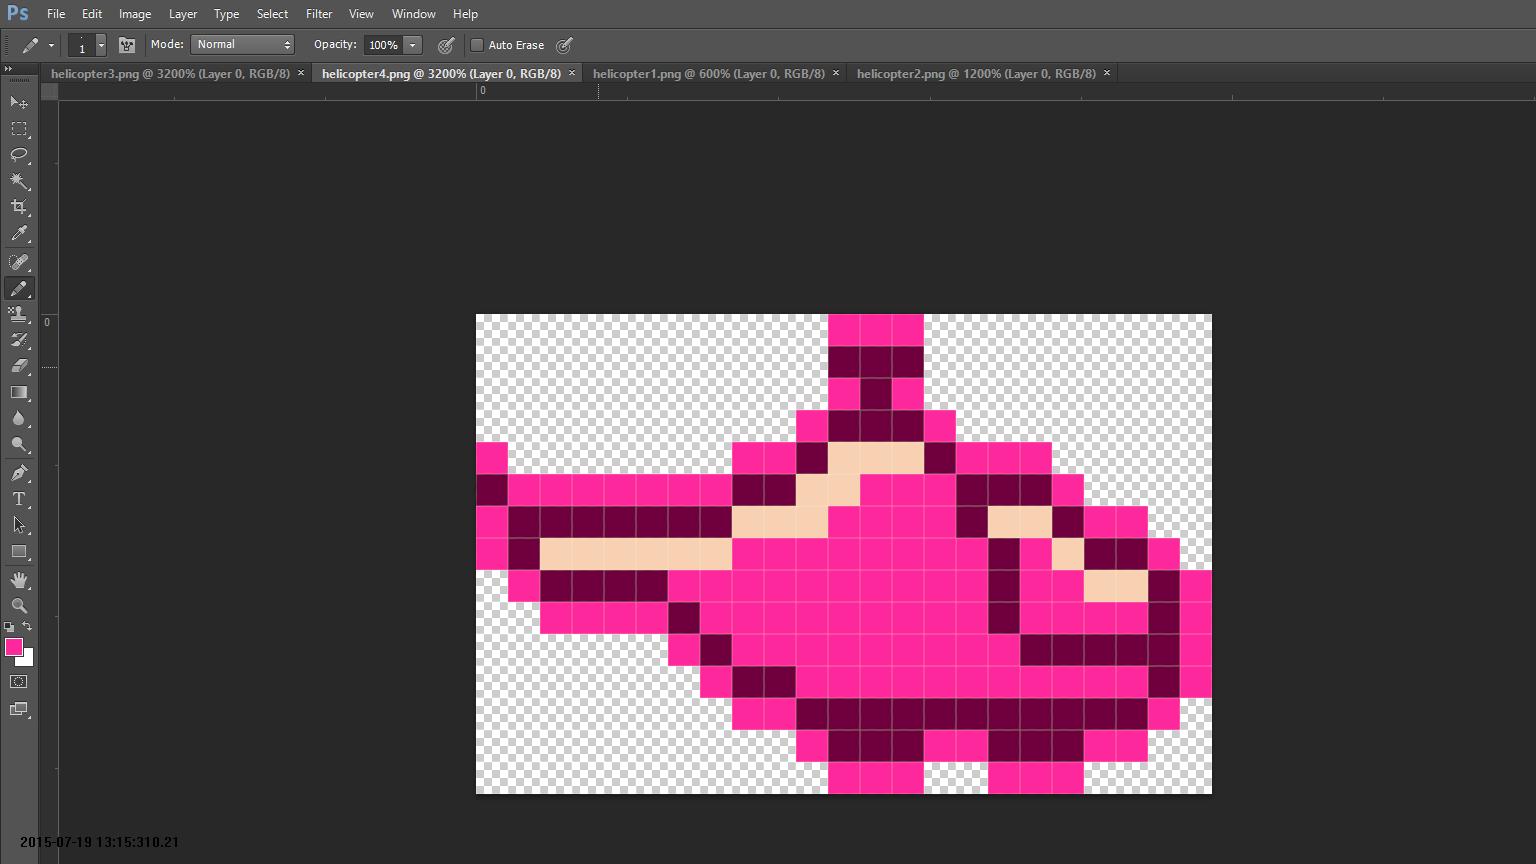 Ps File Edit Image Layer Type Select Filter View Window Help
1 Mode: Normal Opacity: 100% Auto Erase
helicopter3.png @ 3200% (Layer 0, RGB/8) × helicopter4.png @ 3200% (Layer 0, RGB/8) × helicopter1.png @ 600% (Layer 0, RGB/8) × helicopter2.png @ 1200% (Layer 0, RGB/8) ×
0
0
T
2015-07-19 13:15:310.21